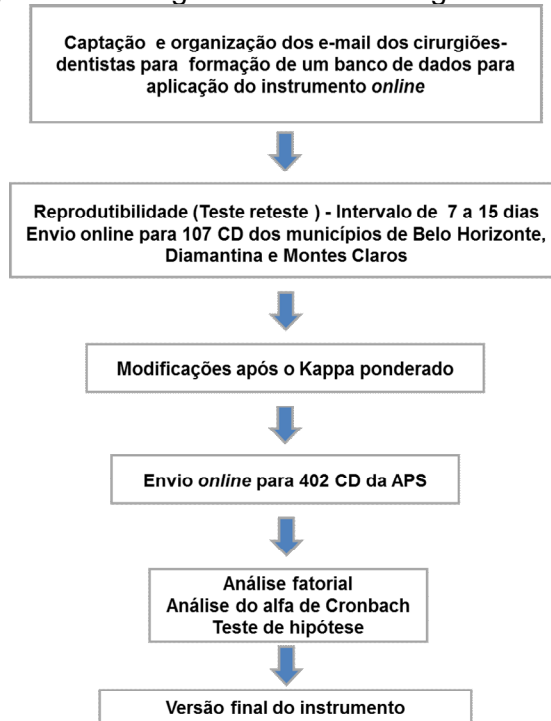 Captação e organização dos e-mail dos cirurgiões-
dentistas para formação de um banco de dados para
aplicação do instrumento online
Reprodutibilidade (Teste reteste ) - Intervalo de 7 a 15 dias
Envio online para 107 CD dos municípios de Belo Horizonte,
Diamantina e Montes Claros
Modificações após o Kappa ponderado
Envio online para 402 CD da APS
Análise fatorial
Análise do alfa de Cronbach
Teste de hipótese
Versão final do instrumento